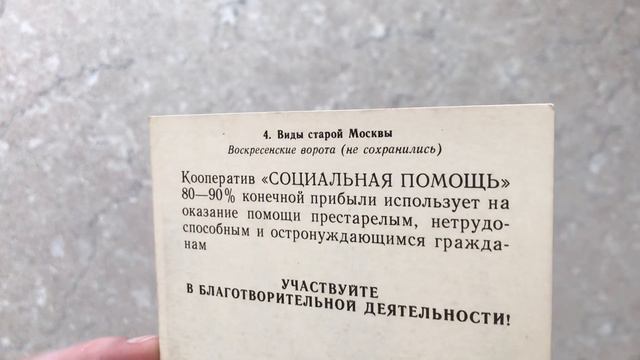 4. Виды старой Москвы
Воскресенские ворота (не сохранились)
Кооператив «СОЦИАЛЬНАЯ ПОМОЩЬ»
80—90% конечной прибыли использует на
оказание помощи престарелым, нетрудо-
способным и остронуждающимся гражда-
нам
УЧАСТВУЙТЕ
В БЛАГОТВОРИТЕЛЬНОЙ ДЕЯТЕЛЬНОСТИ!